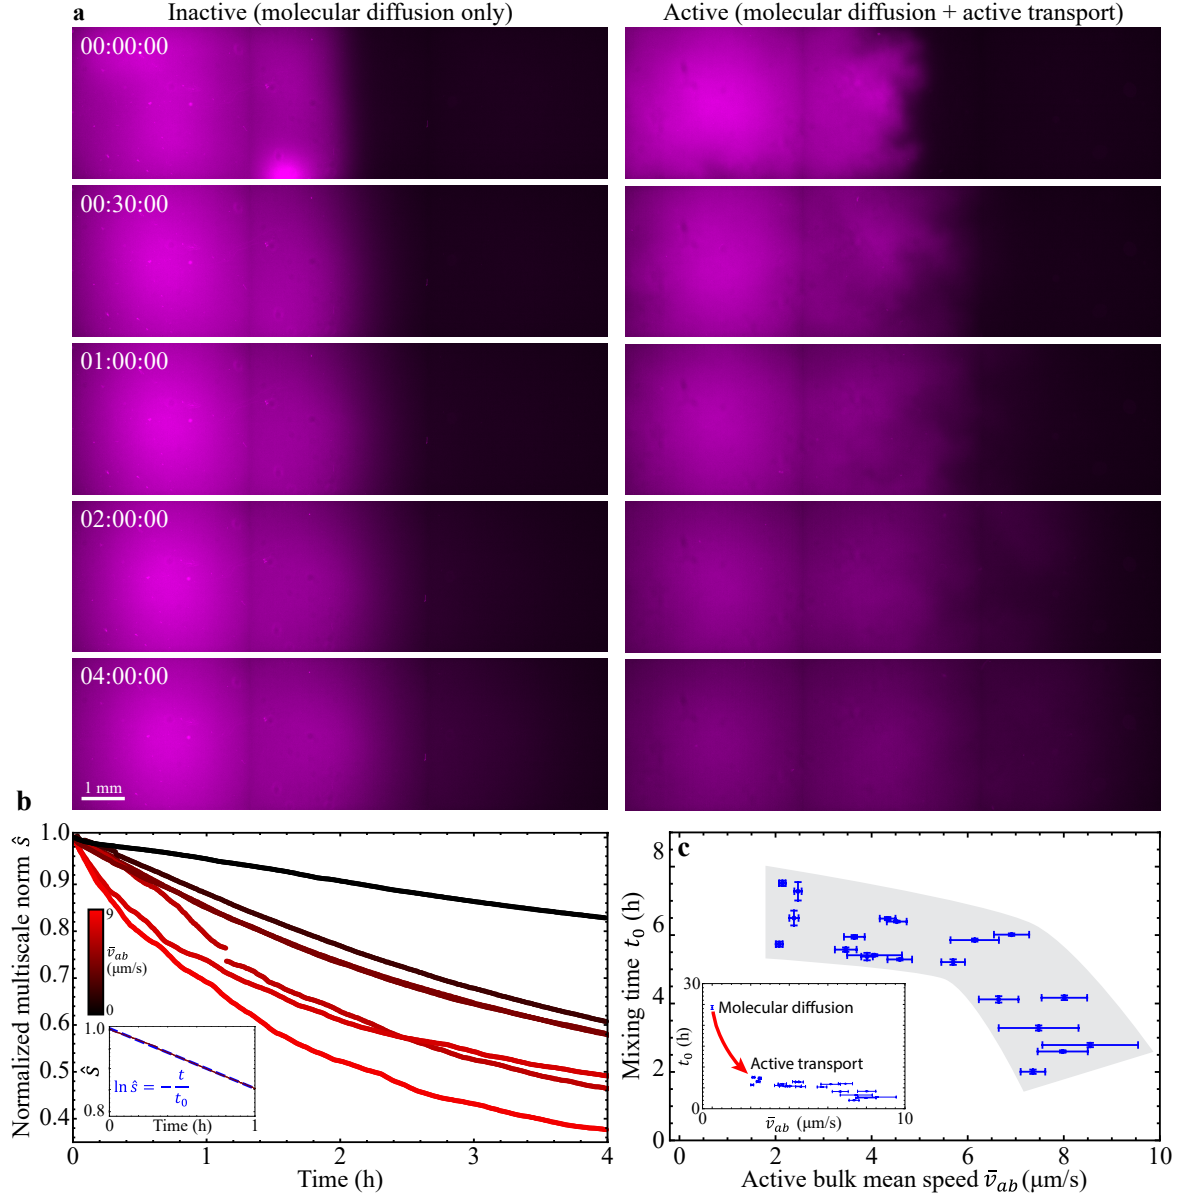 a
Inactive (molecular diffusion only)
Active (molecular diffusion + active transport)
00:00:00
00:30:00
01:00:00
02:00:00
04:00:00
1 mm
b
Normalized multiscale norm ŝ
1.0
0.9
0.8
0.7
0.6
0.5
0.4
9
v̄ab
(μm/s)
0
1.0
ŝ
0.8
ln ŝ = − t/t0
0
Time (h)
1
0
1
2
3
4
Time (h)
c
Mixing time t0 (h)
8
6
4
2
0
30
t0 (h)
0
Molecular diffusion
Active transport
0
v̄ab (μm/s)
10
0
2
4
6
8
10
Active bulk mean speed v̄ab (μm/s)